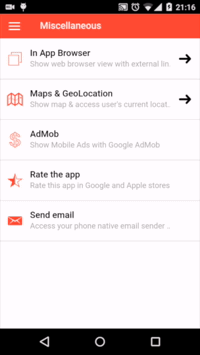 21:16
Miscellaneous
In App Browser
Show web browser view with external lin..
Maps & GeoLocation
Show map & access user's current locat..
AdMob
Show Mobile Ads with Google AdMob
Rate the app
Rate this app in Google and Apple stores
Send email
Access your phone native email sender ..